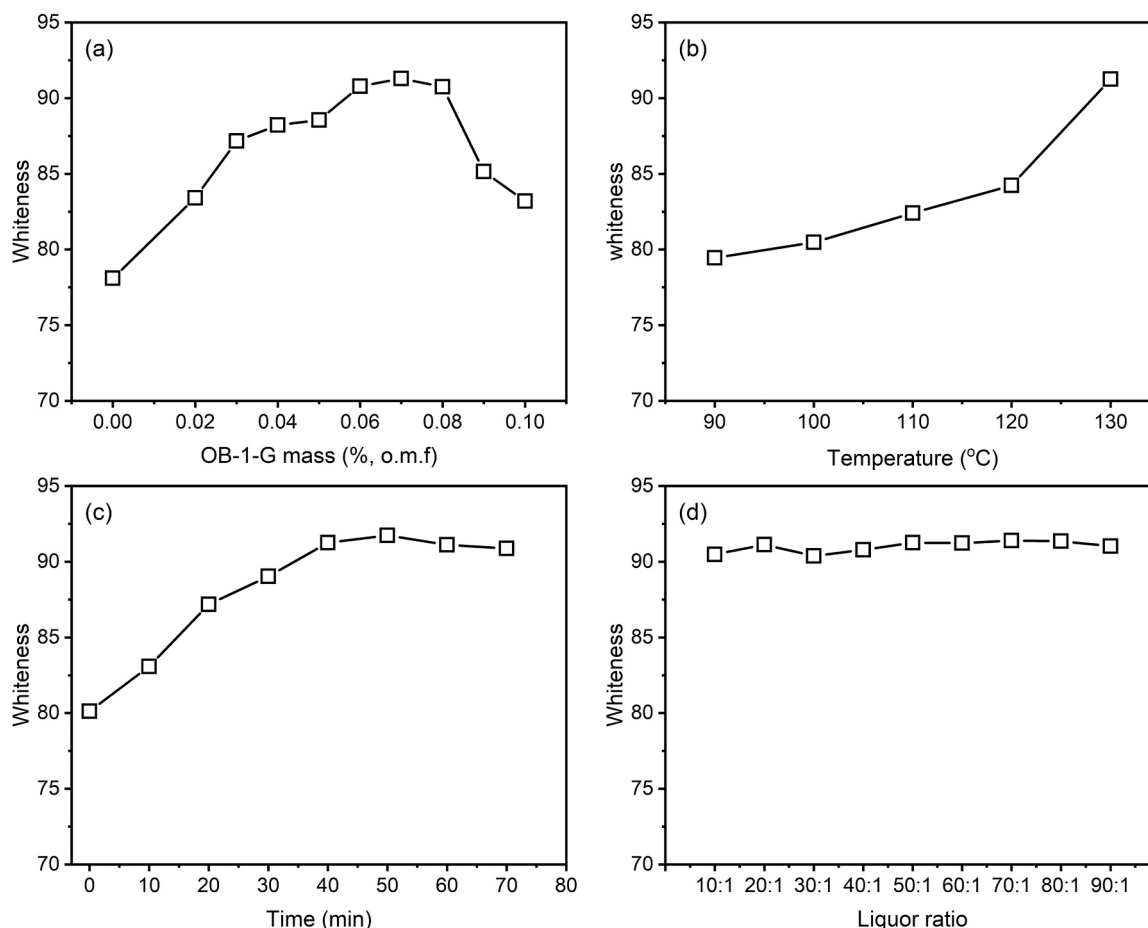 (a)
Whiteness
95
90
85
80
75
70
0.00 0.02 0.04 0.06 0.08 0.10
OB-1-G mass (%, o.m.f)
(b)
whiteness
95
90
85
80
75
70
90 100 110 120 130
Temperature (°C)
(c)
Whiteness
95
90
85
80
75
70
0 10 20 30 40 50 60 70 80
Time (min)
(d)
Whiteness
95
90
85
80
75
70
10:1 20:1 30:1 40:1 50:1 60:1 70:1 80:1 90:1
Liquor ratio